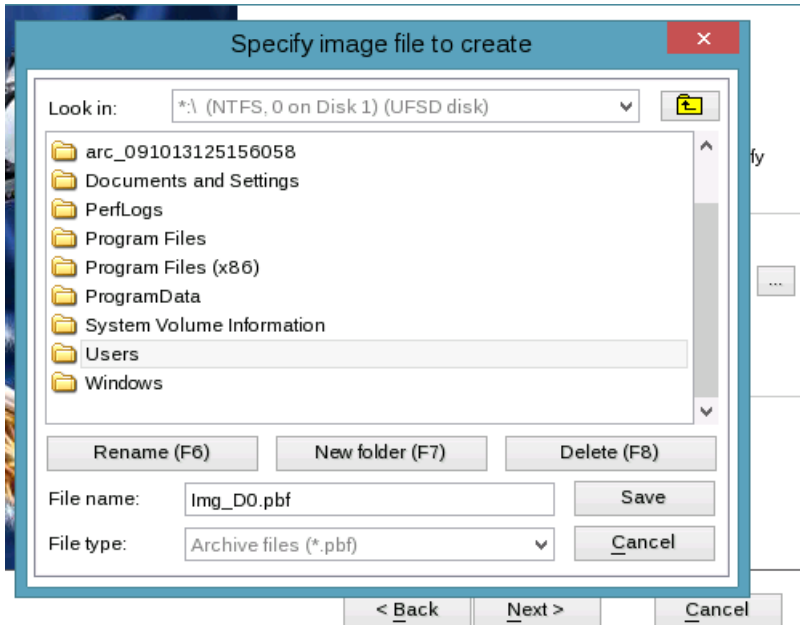 Specify image file to create
Look in: *:\ (NTFS, 0 on Disk 1) (UFSD disk)
arc_091013125156058
Documents and Settings
PerfLogs
Program Files
Program Files (x86)
ProgramData
System Volume Information
Users
Windows
fy
...
Rename (F6) New folder (F7) Delete (F8)
File name: Img_D0.pbf Save
File type: Archive files (*.pbf) Cancel
< Back Next > Cancel